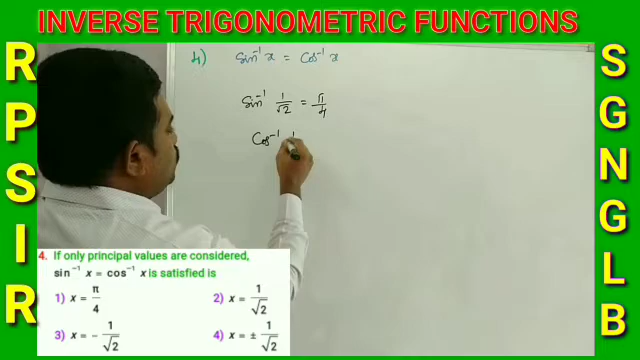 INVERSE TRIGONOMETRIC FUNCTIONS
RPSIR
4) Sin⁻¹ x = Cos⁻¹ x
Sin⁻¹ 1/√2 = π/4
Cos⁻¹ 1
4. If only principal values are considered,
sin⁻¹ x = cos⁻¹ x is satisfied is
1) x = π/4 2) x = 1/√2
3) x = − 1/√2 4) x = ± 1/√2
SGNGLB